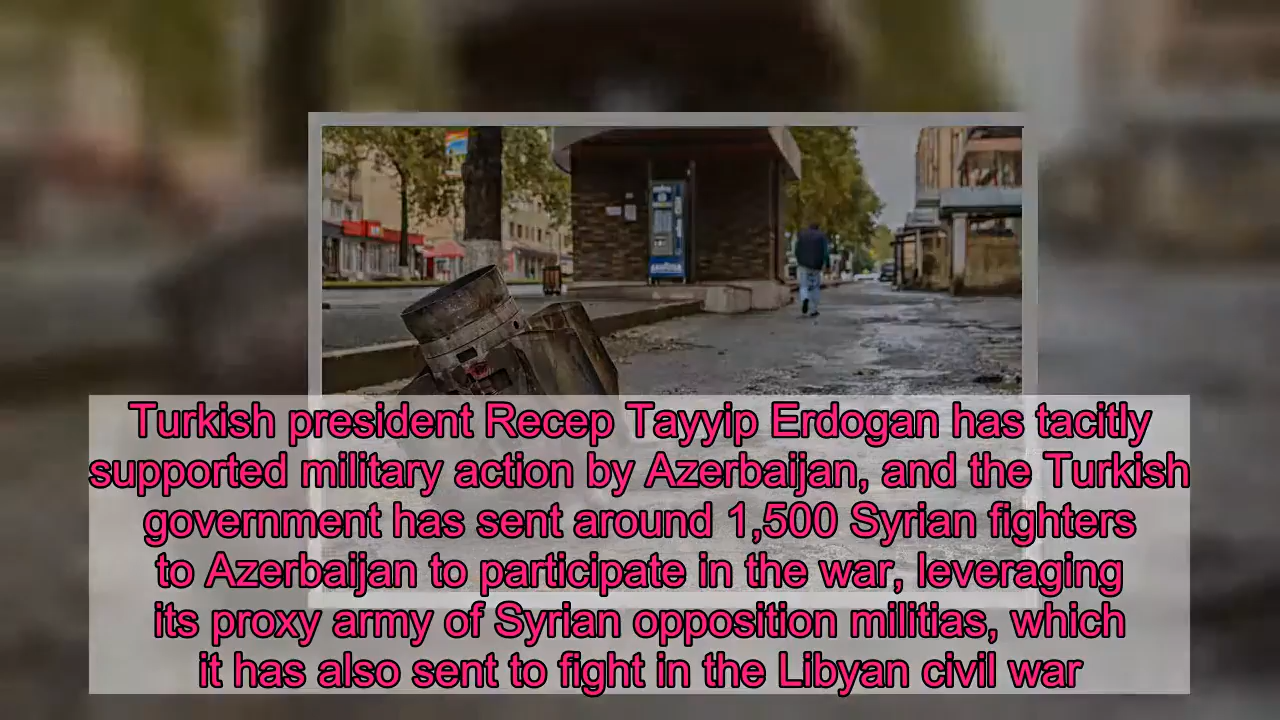 Turkish president Recep Tayyip Erdogan has tacitly
supported military action by Azerbaijan, and the Turkish
government has sent around 1,500 Syrian fighters
to Azerbaijan to participate in the war, leveraging
its proxy army of Syrian opposition militias, which
it has also sent to fight in the Libyan civil war